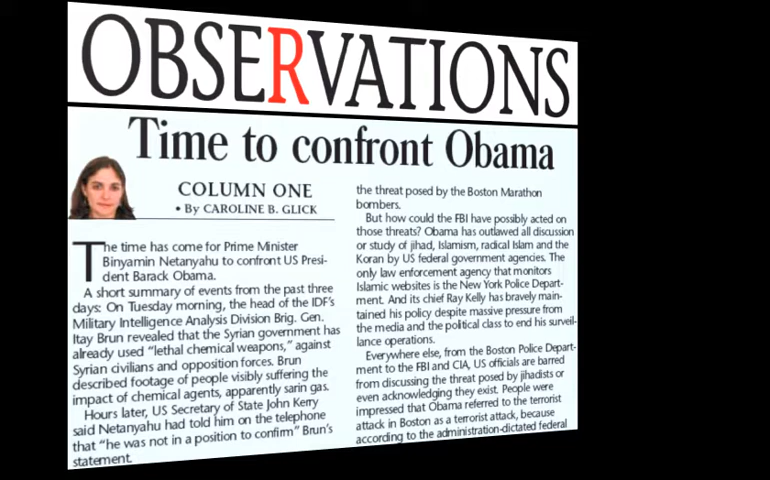 OBSERVATIONS
Time to confront Obama
COLUMN ONE
• By CAROLINE B. GLICK
The time has come for Prime Minister
Binyamin Netanyahu to confront US Presi-
dent Barack Obama.
A short summary of events from the past three
days: On Tuesday morning, the head of the IDF's
Military Intelligence Analysis Division Brig. Gen.
Itay Brun revealed that the Syrian government has
already used "lethal chemical weapons," against
Syrian civilians and opposition forces. Brun
described footage of people visibly suffering the
impact of chemical agents, apparently sarin gas.
Hours later, US Secretary of State John Kerry
said Netanyahu had told him on the telephone
that "he was not in a position to confirm" Brun's
statement.
the threat posed by the Boston Marathon
bombers.
But how could the FBI have possibly acted on
those threats? Obama has outlawed all discussion
or study of jihad, Islamism, radical Islam and the
Koran by US federal government agencies. The
only law enforcement agency that monitors
Islamic websites is the New York Police Depart-
ment. And its chief Ray Kelly has bravely main-
tained his policy despite massive pressure from
the media and the political class to end his surveil-
lance operations.
Everywhere else, from the Boston Police Depart-
ment to the FBI and CIA, US officials are barred
from discussing the threat posed by jihadists or
even acknowledging they exist. People were
impressed that Obama referred to the terrorist
attack in Boston as a terrorist attack, because
according to the administration-dictated federal